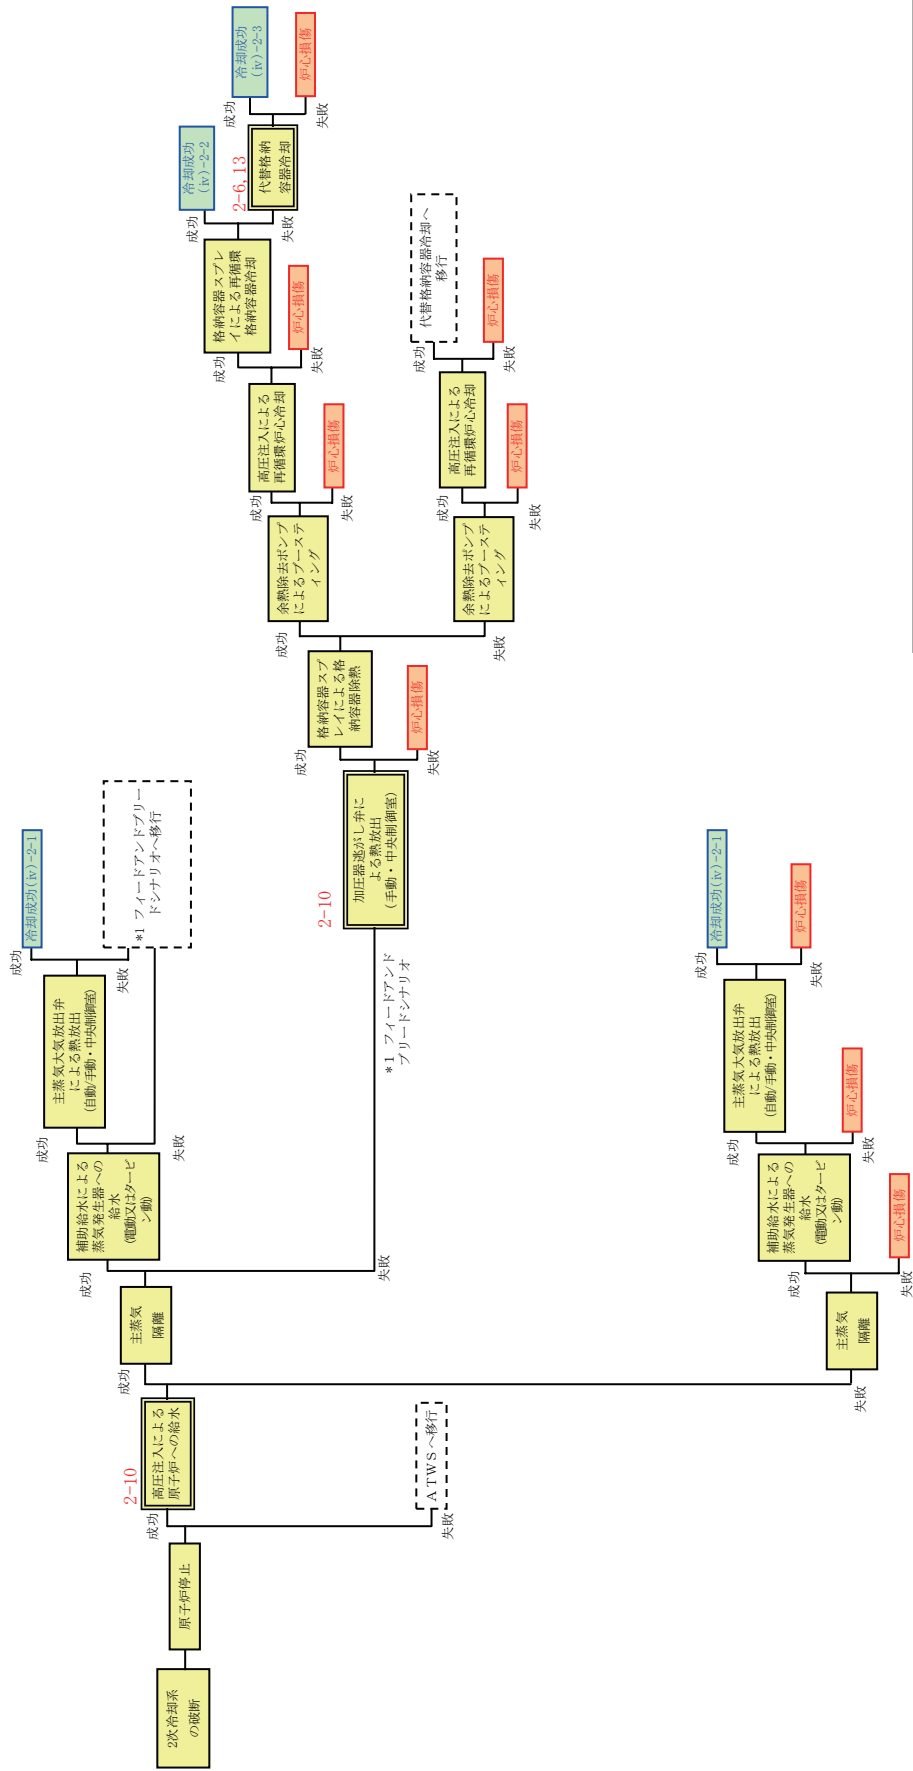 2次冷却系
の破断
原子炉停止
成功
失敗
ATWSへ移行
2-10
高圧注入による
原子炉への給水
成功
失敗
主蒸気
隔離
成功
失敗
補助給水による
蒸気発生器への
給水
(電動又はタービ
ン動)
成功
失敗
主蒸気大気放出弁
による熱放出
(自動/手動・中央制御室)
成功
失敗
冷却成功(iv)-2-1
*1 フィードアンドブリー
ドシナリオへ移行
*1 フィードアンド
ブリードシナリオ
2-10
加圧器逃がし弁に
よる熱放出
(手動・中央制御室)
成功
失敗
炉心損傷
格納容器スプ
レイによる格
納容器除熱
成功
失敗
余熱除去ポンプ
によるブーステ
ィング
成功
失敗
炉心損傷
高圧注入による
再循環炉心冷却
成功
失敗
炉心損傷
格納容器スプレ
イによる再循環
格納容器冷却
成功
失敗
冷却成功
(iv)-2-2
2-6, 13
代替格納
容器冷却
成功
失敗
冷却成功
(iv)-2-3
炉心損傷
余熱除去ポンプ
によるブーステ
ィング
成功
失敗
炉心損傷
高圧注入による
再循環炉心冷却
成功
失敗
代替格納容器冷却へ
移行
炉心損傷
主蒸気
隔離
成功
失敗
炉心損傷
補助給水による
蒸気発生器への
給水
(電動又はタービ
ン動)
成功
失敗
炉心損傷
主蒸気大気放出弁
による熱放出
(自動/手動・中央制御室)
成功
失敗
冷却成功(iv)-2-1
炉心損傷